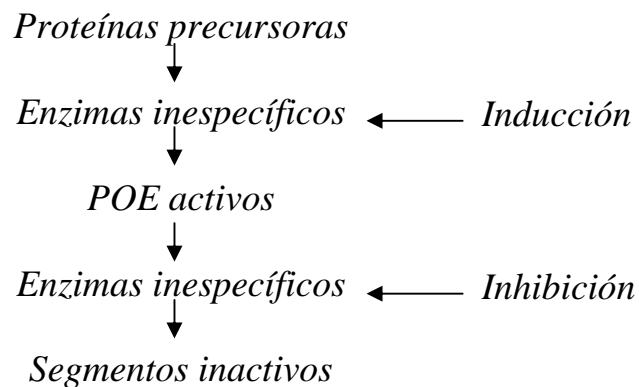 Proteínas precursoras
Enzimas inespecíficos
Inducción
POE activos
Enzimas inespecíficos
Inhibición
Segmentos inactivos